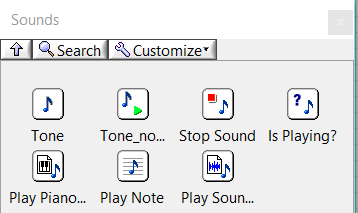 Sounds
Search Customize
Tone Tone_no... Stop Sound Is Playing?
Play Piano... Play Note Play Soun...